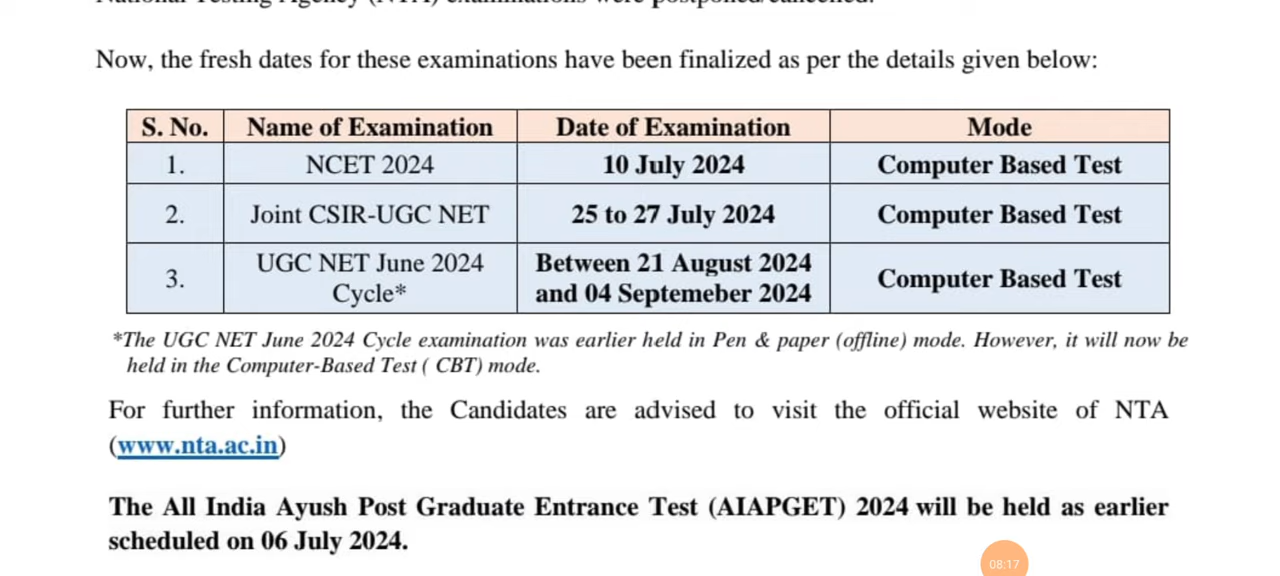 Now, the fresh dates for these examinations have been finalized as per the details given below:
S. No. Name of Examination Date of Examination Mode
1. NCET 2024 10 July 2024 Computer Based Test
2. Joint CSIR-UGC NET 25 to 27 July 2024 Computer Based Test
3. UGC NET June 2024 Cycle* Between 21 August 2024 and 04 Septemeber 2024 Computer Based Test
*The UGC NET June 2024 Cycle examination was earlier held in Pen & paper (offline) mode. However, it will now be
held in the Computer-Based Test ( CBT) mode.
For further information, the Candidates are advised to visit the official website of NTA
(www.nta.ac.in)
The All India Ayush Post Graduate Entrance Test (AIAPGET) 2024 will be held as earlier
scheduled on 06 July 2024.
08:17